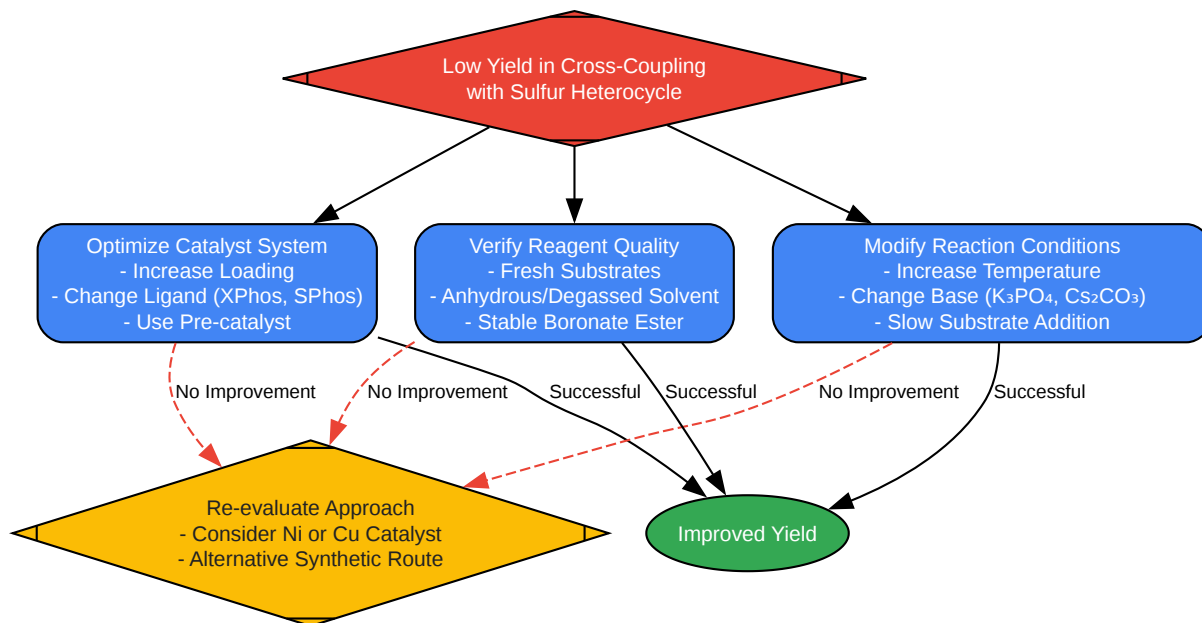 Low Yield in Cross-Coupling
with Sulfur Heterocycle
Optimize Catalyst System
- Increase Loading
- Change Ligand (XPhos, SPhos)
- Use Pre-catalyst
Verify Reagent Quality
- Fresh Substrates
- Anhydrous/Degassed Solvent
- Stable Boronate Ester
Modify Reaction Conditions
- Increase Temperature
- Change Base (K₃PO₄, Cs₂CO₃)
- Slow Substrate Addition
No Improvement
No Improvement
Successful
Successful
No Improvement
Successful
Re-evaluate Approach
- Consider Ni or Cu Catalyst
- Alternative Synthetic Route
Improved Yield